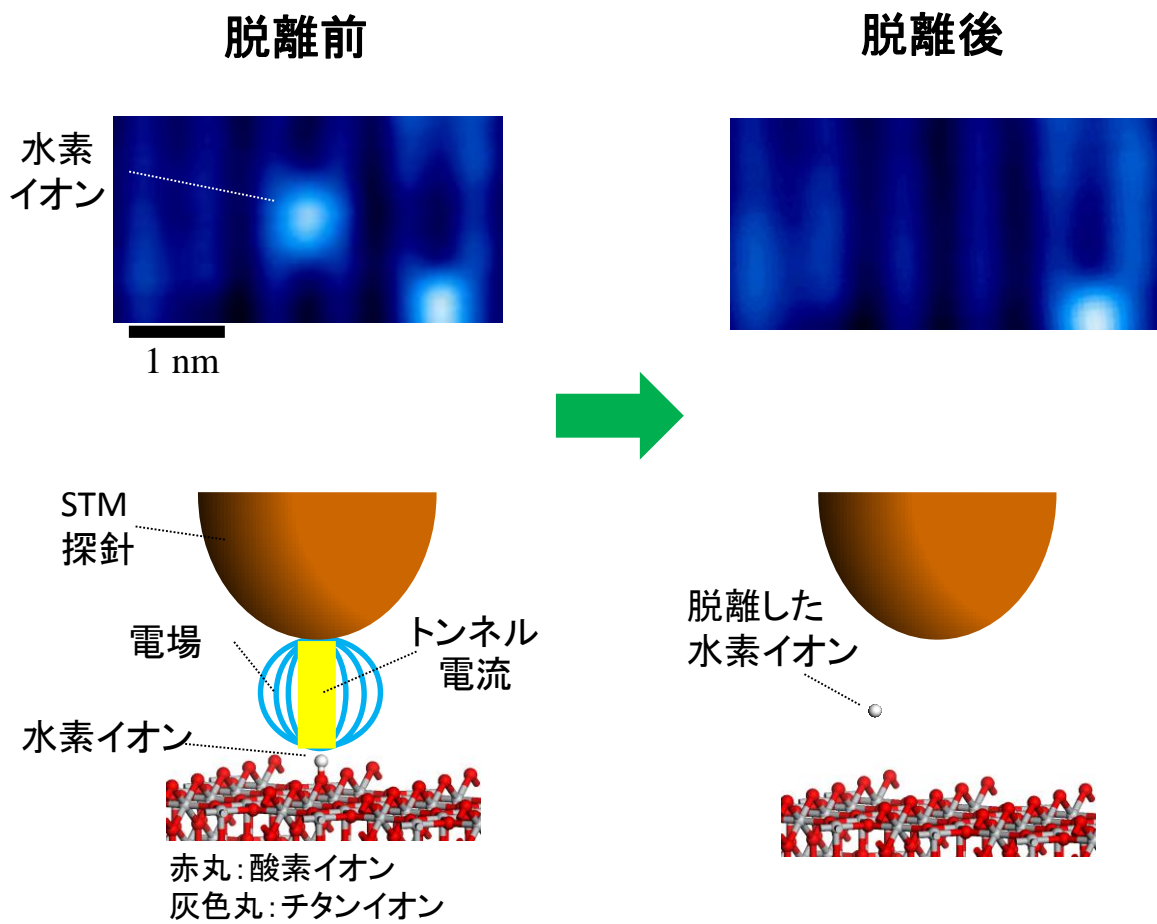 脱離前
脱離後
水素
イオン
1 nm
STM
探針
電場
トンネル
電流
水素イオン
脱離した
水素イオン
赤丸：酸素イオン
灰色丸：チタンイオン